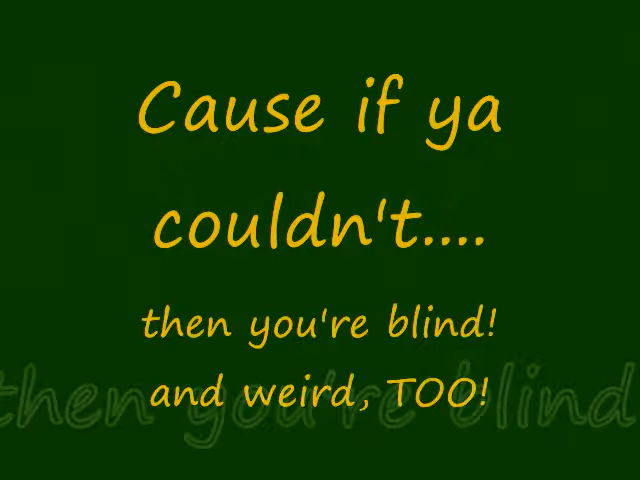 Cause if ya
couldn't....
then you're blind!
and weird, TOO!
then you're blind